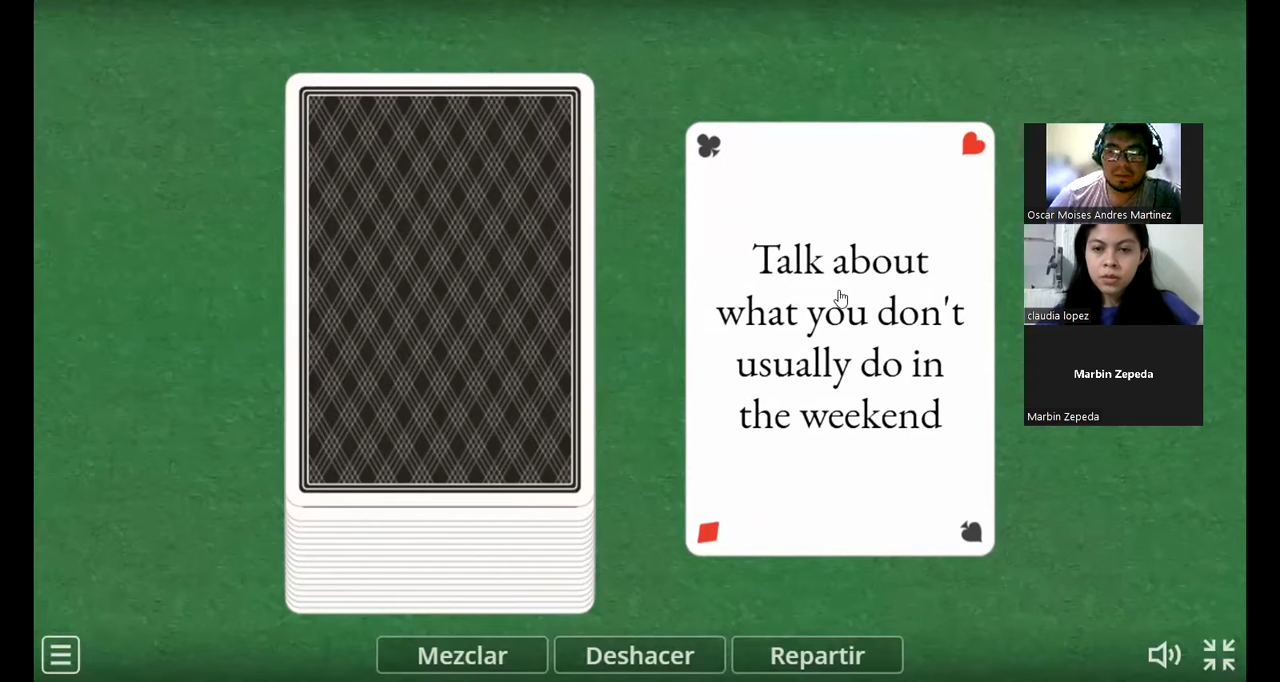 Talk about
what you don't
usually do in
the weekend
Oscar Moises Andres Martinez
claudia lopez
Marbin Zepeda
Marbin Zepeda
Mezclar
Deshacer
Repartir